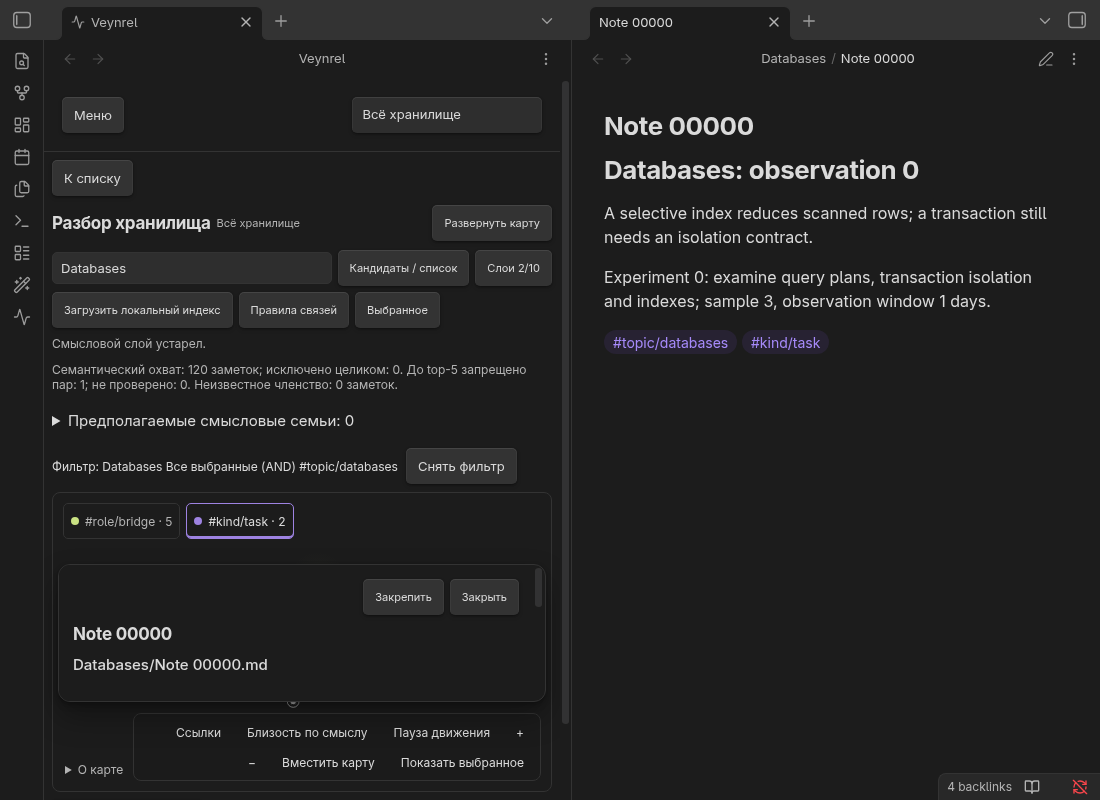 Veynrel
Note 00000
Veynrel
Databases / Note 00000
Меню
Всё хранилище
К списку
Разбор хранилища Всё хранилище
Развернуть карту
Databases
Кандидаты / список
Слои 2/10
Загрузить локальный индекс
Правила связей
Выбранное
Смысловой слой устарел.
Семантический охват: 120 заметок; исключено целиком: 0. До top-5 запрещено
пар: 1; не проверено: 0. Неизвестное членство: 0 заметок.
Предполагаемые смысловые семьи: 0
Фильтр: Databases Все выбранные (AND) #topic/databases
Снять фильтр
#role/bridge · 5
#kind/task · 2
Закрепить
Закрыть
Note 00000
Databases/Note 00000.md
Ссылки
Близость по смыслу
Пауза движения
+
−
Вместить карту
Показать выбранное
О карте
Note 00000
Databases: observation 0
A selective index reduces scanned rows; a transaction still
needs an isolation contract.
Experiment 0: examine query plans, transaction isolation
and indexes; sample 3, observation window 1 days.
#topic/databases #kind/task
4 backlinks